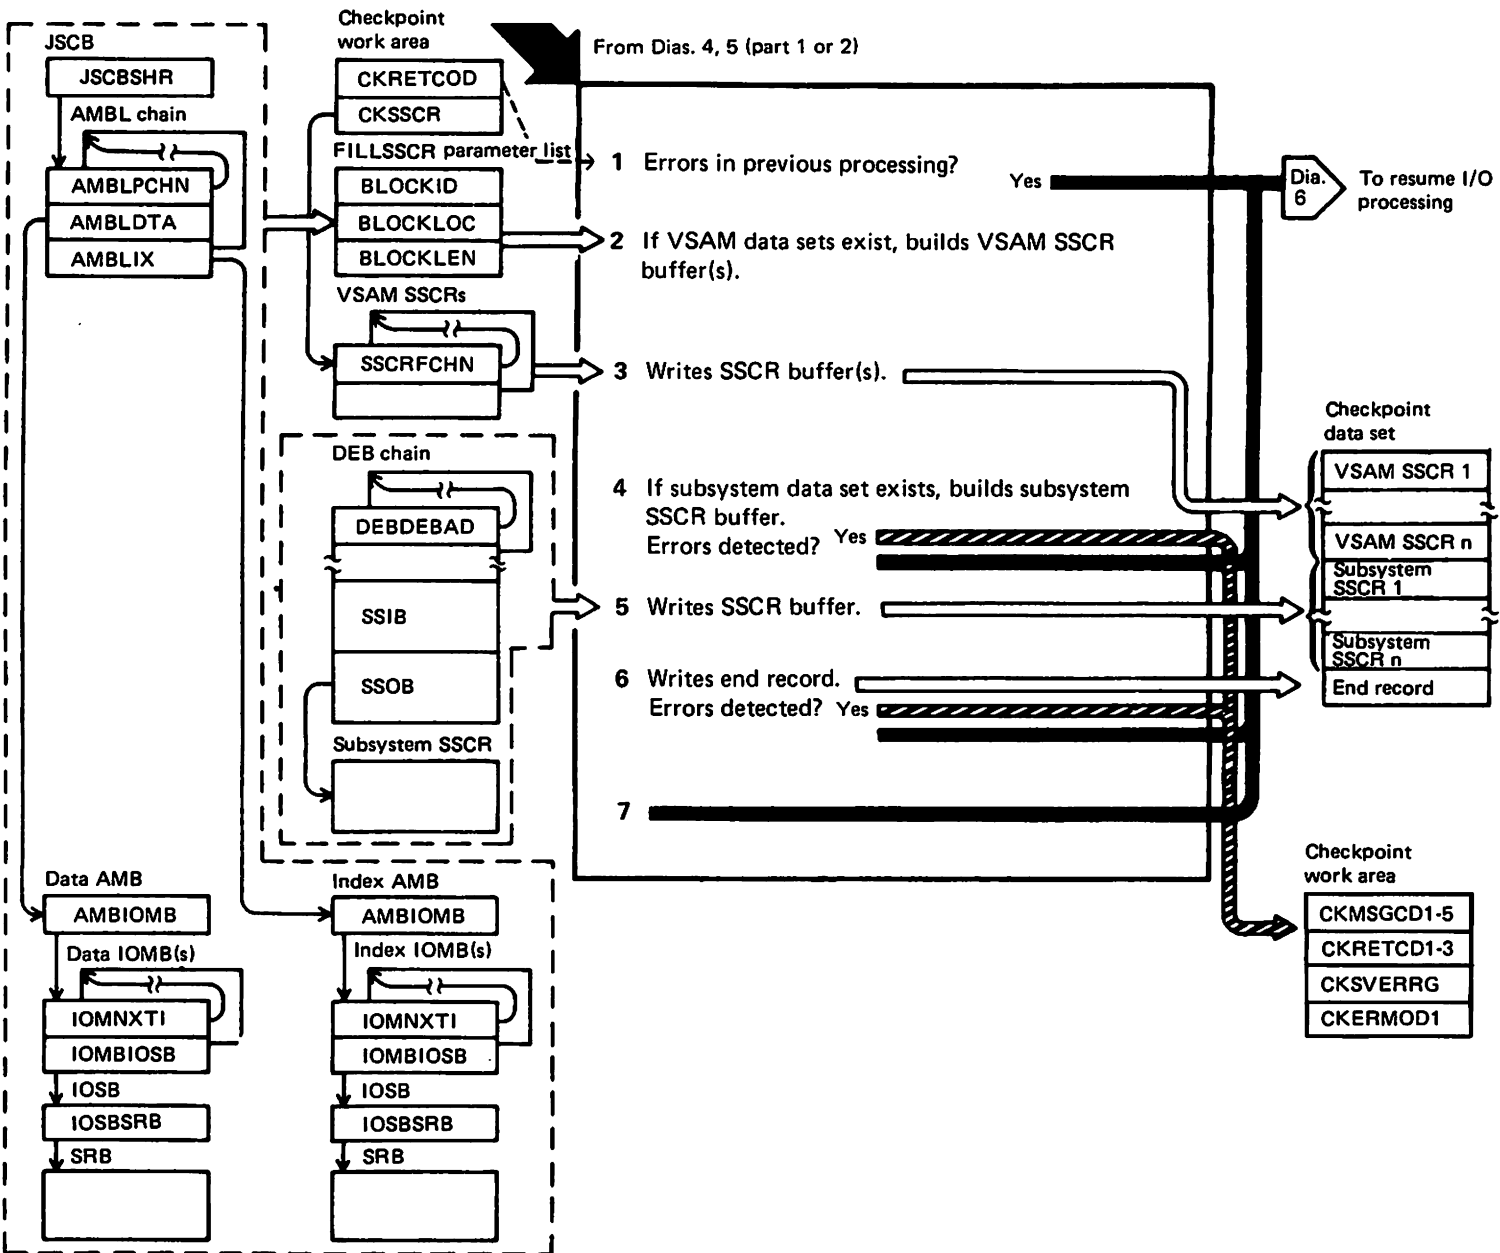 JSCB
JSCBSHR
AMBL chain
AMBLPCHN
AMBLDTA
AMBLIX
Checkpoint
work area
CKRETCOD
CKSSCR
FILLSSCR parameter list
BLOCKID
BLOCKLOC
BLOCKLEN
VSAM SSCRs
SSCRFCHN
DEB chain
DEBDEBAD
SSIB
SSOB
Subsystem SSCR
Data AMB
AMBIOMB
Data IOMB(s)
IOMNXTI
IOMBIOSB
IOSB
IOSBSRB
SRB
Index AMB
AMBIOMB
Index IOMB(s)
IOMNXTI
IOMBIOSB
IOSB
IOSBSRB
SRB
From Dias. 4, 5 (part 1 or 2)
1 Errors in previous processing?
Yes
Dia.
6
To resume I/O
processing
2 If VSAM data sets exist, builds VSAM SSCR
buffer(s).
3 Writes SSCR buffer(s).
4 If subsystem data set exists, builds subsystem
SSCR buffer.
Errors detected? Yes
5 Writes SSCR buffer.
6 Writes end record.
Errors detected? Yes
7
Checkpoint
data set
VSAM SSCR 1
VSAM SSCR n
Subsystem
SSCR 1
Subsystem
SSCR n
End record
Checkpoint
work area
CKMSGCD1-5
CKRETCD1-3
CKSVERRG
CKERMOD1